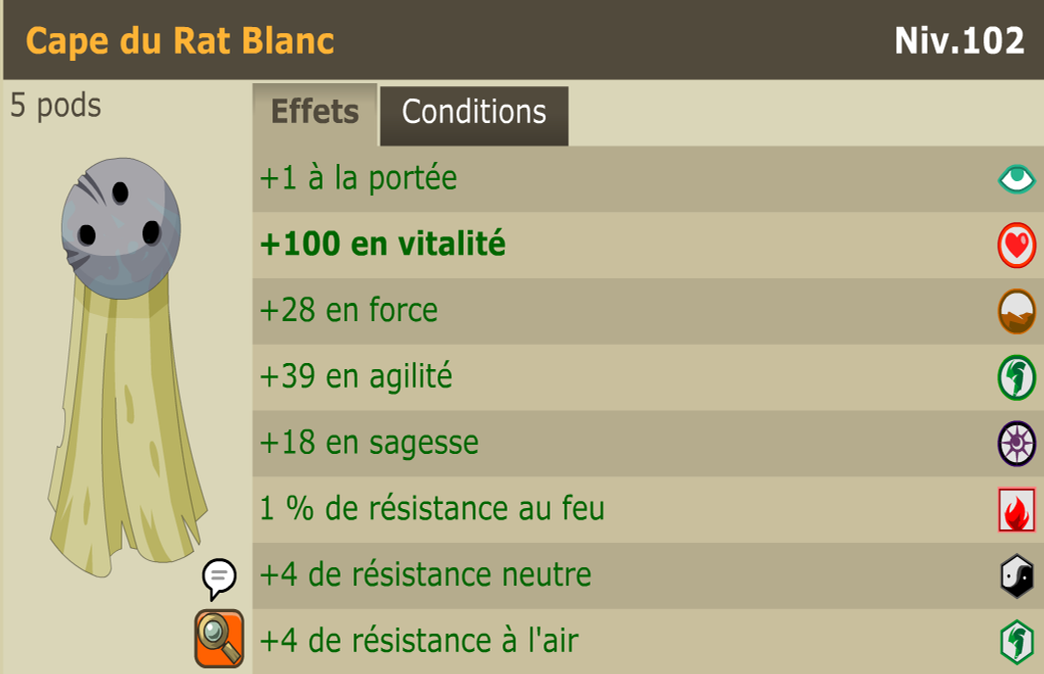 Cape du Rat Blanc
Niv.102
5 pods
Effets
Conditions
+1 à la portée
+100 en vitalité
+28 en force
+39 en agilité
+18 en sagesse
1 % de résistance au feu
+4 de résistance neutre
+4 de résistance à l'air